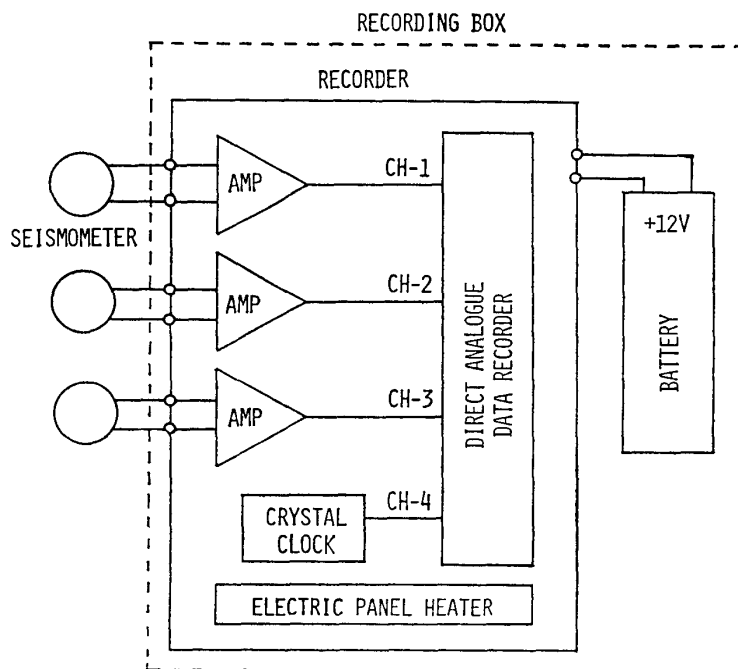 RECORDING BOX
RECORDER
SEISMOMETER
AMP
CH-1
AMP
CH-2
AMP
CH-3
CRYSTAL
CLOCK
CH-4
DIRECT ANALOGUE
DATA RECORDER
ELECTRIC PANEL HEATER
+12V
BATTERY